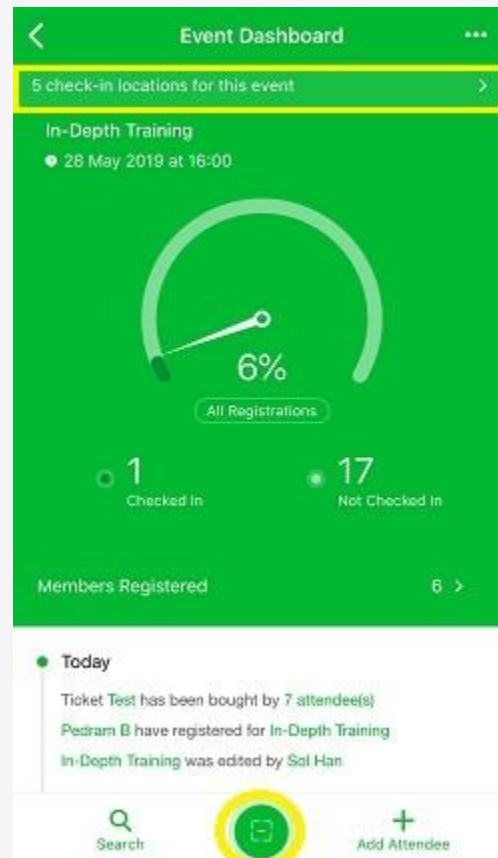 Event Dashboard
5 check-in locations for this event
In-Depth Training
28 May 2019 at 16:00
6%
All Registrations
1
Checked In
17
Not Checked In
Members Registered 6
Today
Ticket Test has been bought by 7 attendee(s)
Pedram B have registered for In-Depth Training
In-Depth Training was edited by Sol Han
Search
Add Attendee